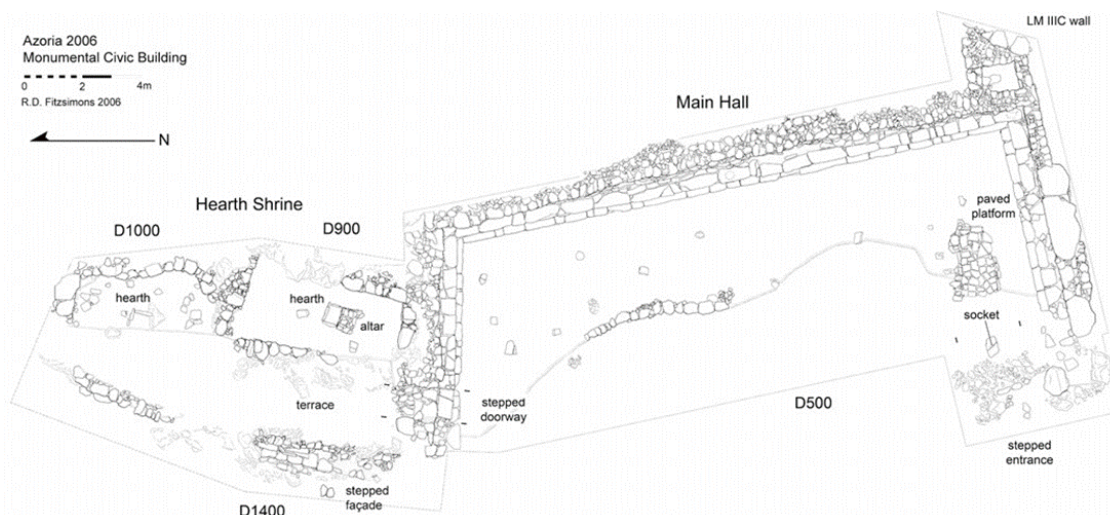 Azoria 2006
Monumental Civic Building
0 2 4m
R.D. Fitzsimons 2006
N
LM IIIC wall
Main Hall
Hearth Shrine
D1000 D900
paved
platform
hearth
hearth
altar
socket
stepped
doorway
terrace
D500
stepped
entrance
stepped
façade
D1400